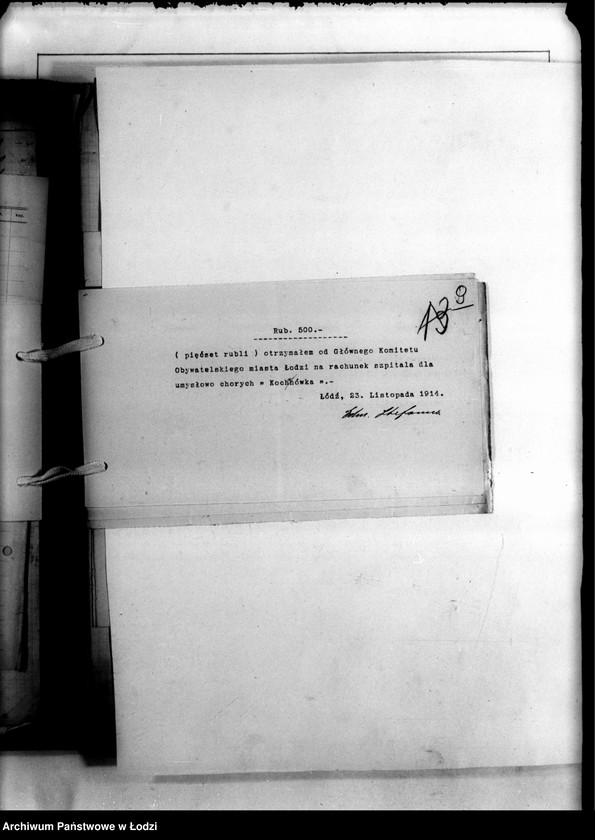 Rub. 500.-
( pięćset rubli ) otrzymałem od Głównego Komitetu
Obywatelskiego miasta Łodzi na rachunek szpitala dla
umysłowo chorych " Kochhówka ".-
Łódź, 23. Listopada 1914.
Archiwum Państwowe w Łodzi